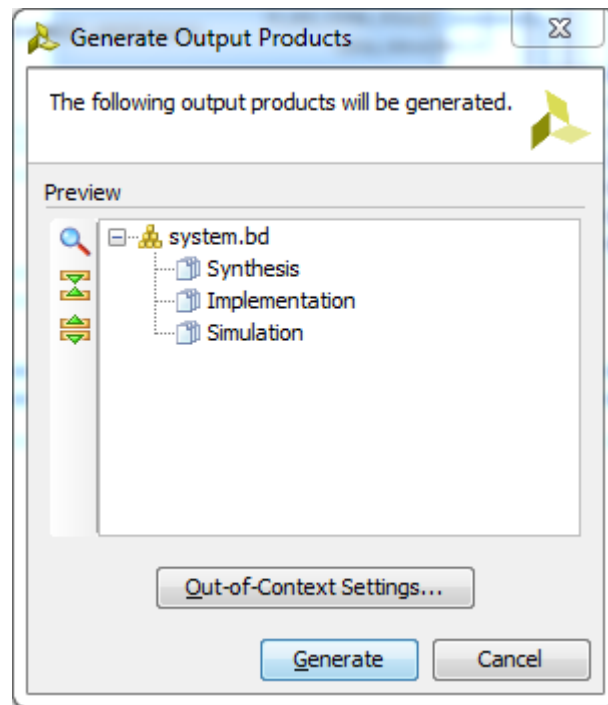 Generate Output Products
The following output products will be generated.
Preview
system.bd
Synthesis
Implementation
Simulation
Out-of-Context Settings...
Generate
Cancel